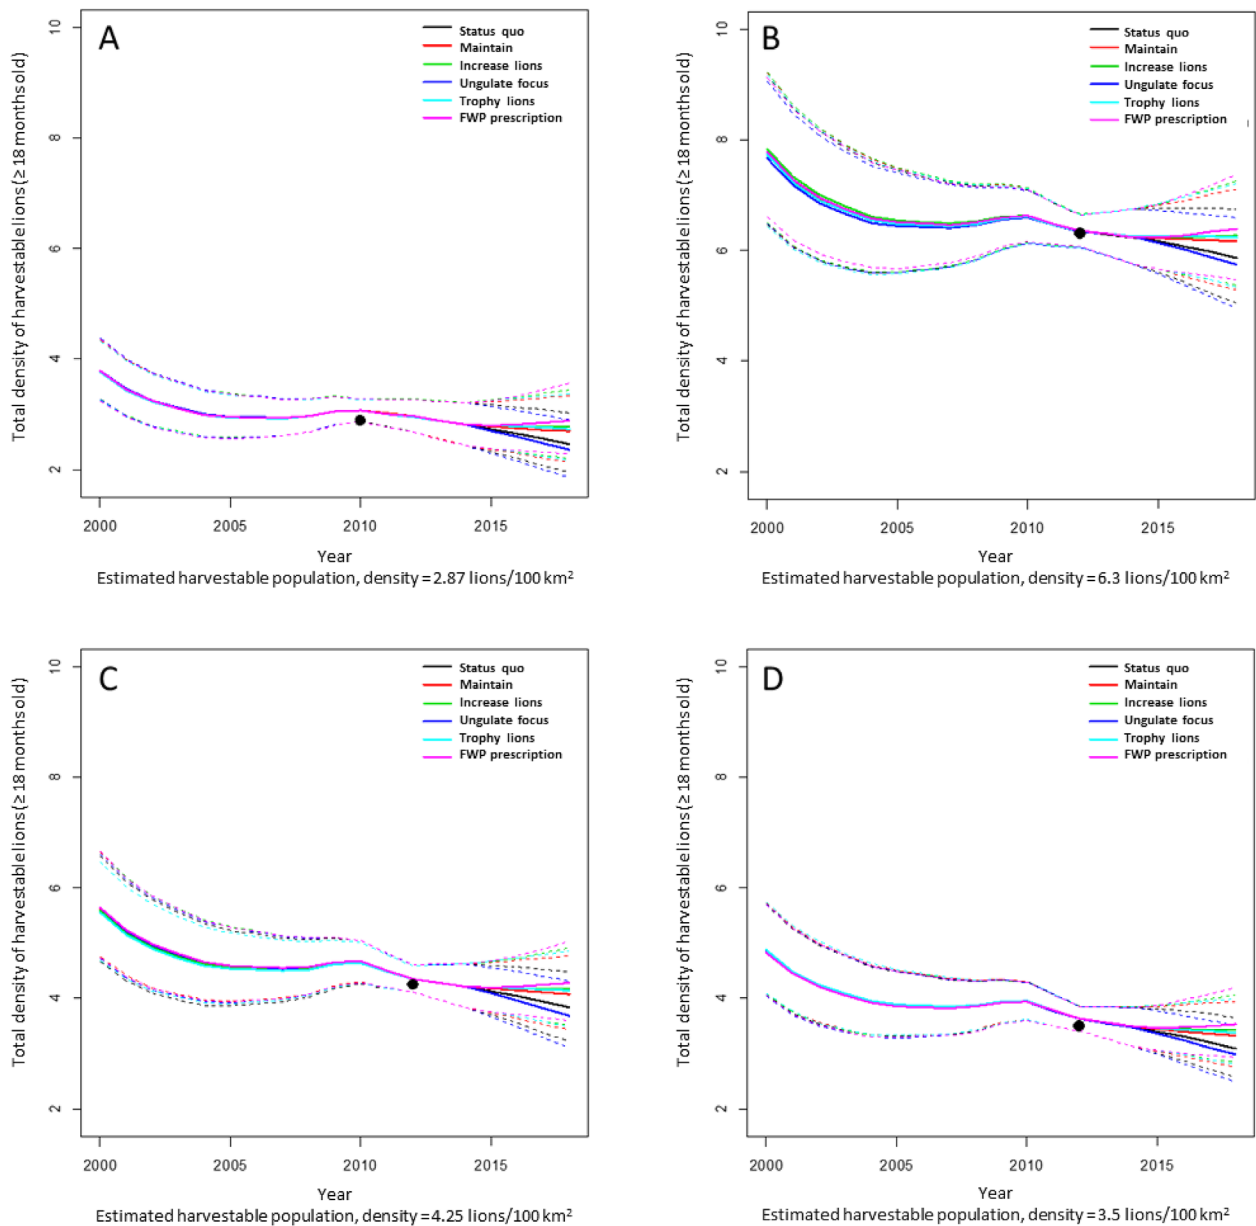 A
Status quo
Maintain
Increase lions
Ungulate focus
Trophy lions
FWP prescription
Total density of harvestable lions (≥ 18 months old)
10
8
6
4
2
2000 2005 2010 2015
Year
Estimated harvestable population, density = 2.87 lions/100 km²
B
Status quo
Maintain
Increase lions
Ungulate focus
Trophy lions
FWP prescription
Total density of harvestable lions (≥ 18 months old)
10
8
6
4
2
2000 2005 2010 2015
Year
Estimated harvestable population, density = 6.3 lions/100 km²
C
Status quo
Maintain
Increase lions
Ungulate focus
Trophy lions
FWP prescription
Total density of harvestable lions (≥ 18 months old)
10
8
6
4
2
2000 2005 2010 2015
Year
Estimated harvestable population, density = 4.25 lions/100 km²
D
Status quo
Maintain
Increase lions
Ungulate focus
Trophy lions
FWP prescription
Total density of harvestable lions (≥ 18 months old)
10
8
6
4
2
2000 2005 2010 2015
Year
Estimated harvestable population, density = 3.5 lions/100 km²